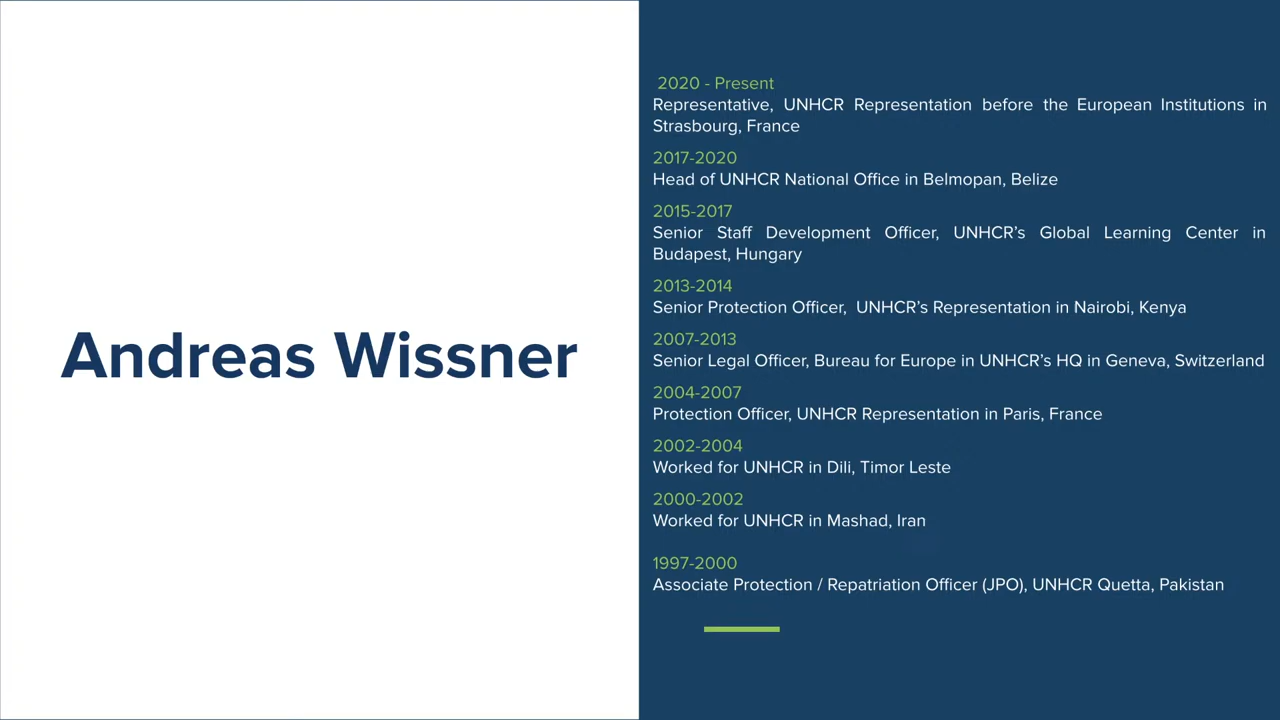 Andreas Wissner
2020 - Present
Representative, UNHCR Representation before the European Institutions in
Strasbourg, France
2017-2020
Head of UNHCR National Office in Belmopan, Belize
2015-2017
Senior Staff Development Officer, UNHCR’s Global Learning Center in
Budapest, Hungary
2013-2014
Senior Protection Officer, UNHCR’s Representation in Nairobi, Kenya
2007-2013
Senior Legal Officer, Bureau for Europe in UNHCR’s HQ in Geneva, Switzerland
2004-2007
Protection Officer, UNHCR Representation in Paris, France
2002-2004
Worked for UNHCR in Dili, Timor Leste
2000-2002
Worked for UNHCR in Mashad, Iran
1997-2000
Associate Protection / Repatriation Officer (JPO), UNHCR Quetta, Pakistan